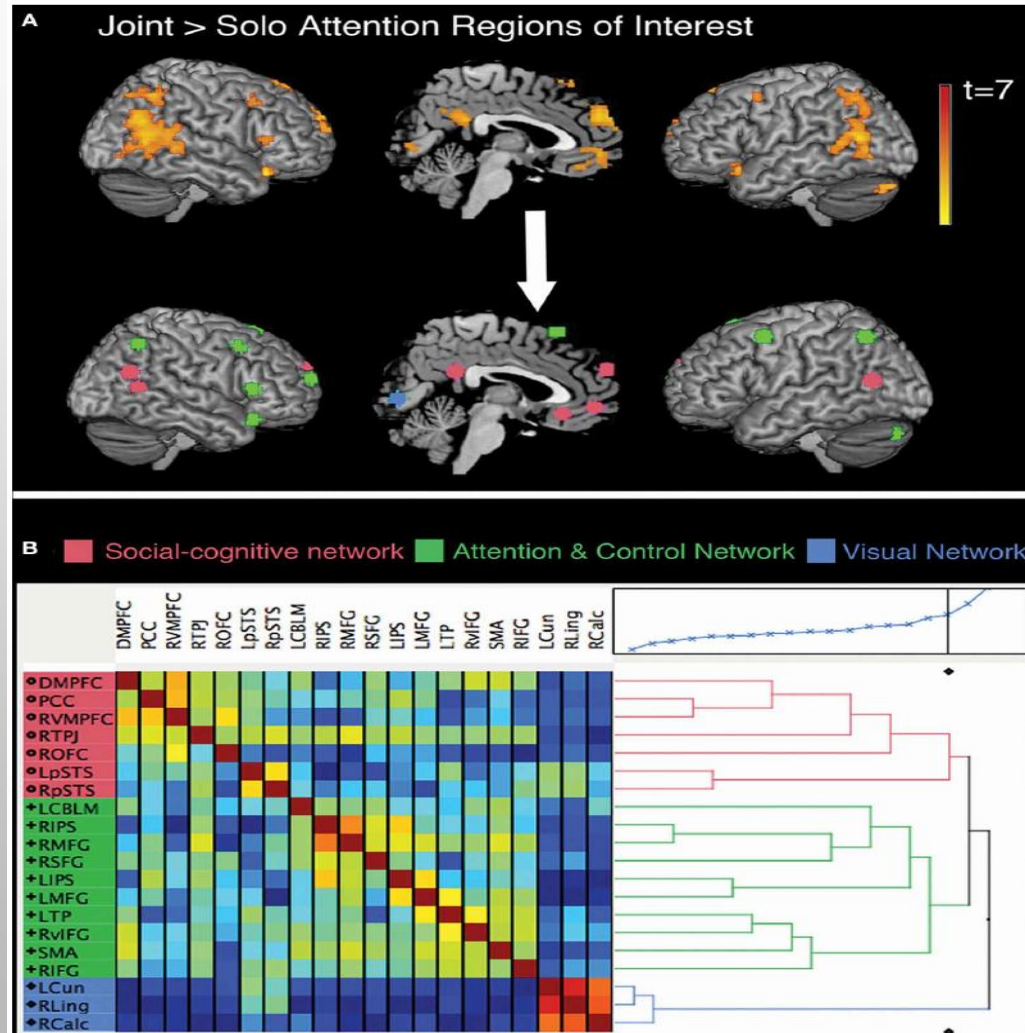 A
Joint > Solo Attention Regions of Interest
t=7
B
Social-cognitive network Attention & Control Network Visual Network
DMPFC PCC RVMPFC RTPJ ROFC LpSTS RpSTS LCBLM RIPS RMFG RSFG LIPS LMFG LTP RvIFG SMA RIFG LCun RLing RCalc
DMPFC
PCC
RVMPFC
RTPJ
ROFC
LpSTS
RpSTS
LCBLM
RIPS
RMFG
RSFG
LIPS
LMFG
LTP
RvIFG
SMA
RIFG
LCun
RLing
RCalc